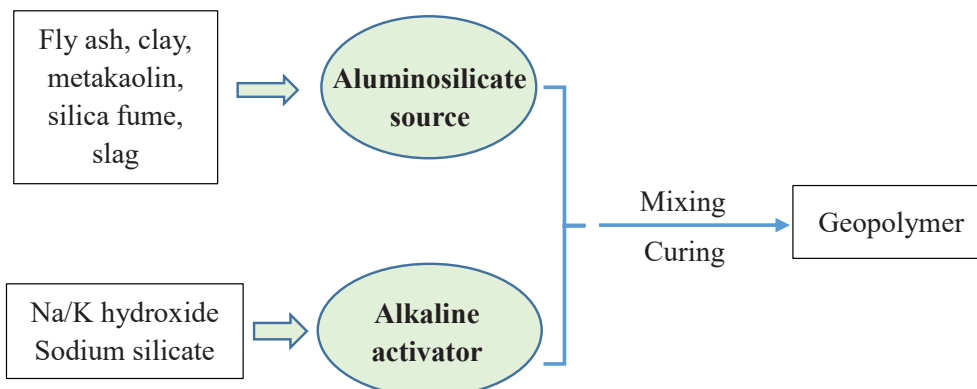 Fly ash, clay,
metakaolin,
silica fume,
slag
Aluminosilicate
source
Mixing
Curing
Geopolymer
Na/K hydroxide
Sodium silicate
Alkaline
activator